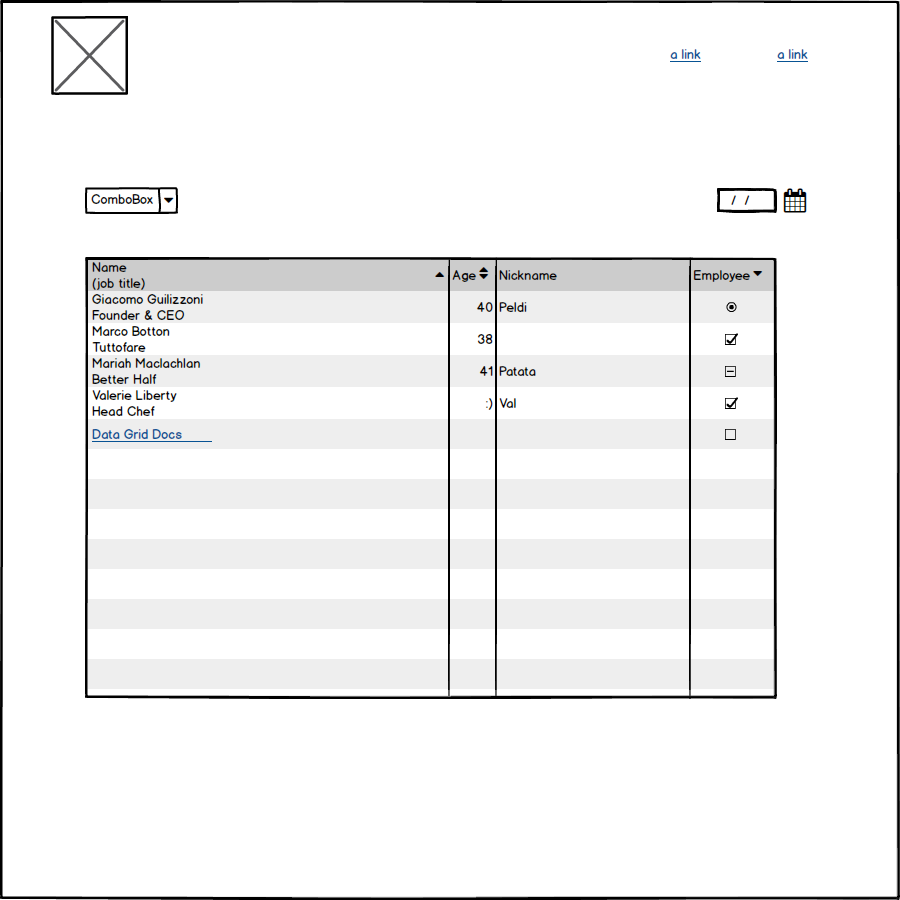 a link
a link
ComboBox
/ /
Name
(job title)
Age
Nickname
Employee
Giacomo Guilizzoni
Founder & CEO
40
Peldi
Marco Botton
Tuttofare
38
Mariah Maclachlan
Better Half
41
Patata
Valerie Liberty
Head Chef
:)
Val
Data Grid Docs